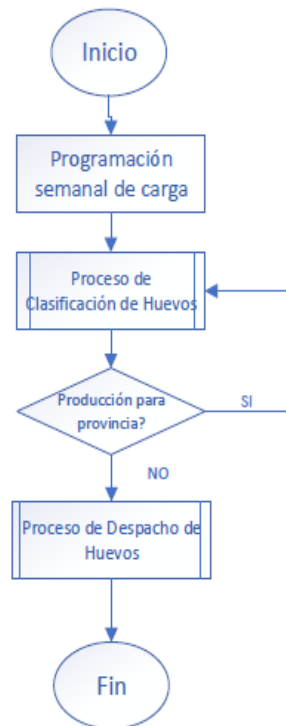 Inicio
Programación
semanal de carga
Proceso de
Clasificación de Huevos
Producción para
provincia?
SI
NO
Proceso de Despacho de
Huevos
Fin